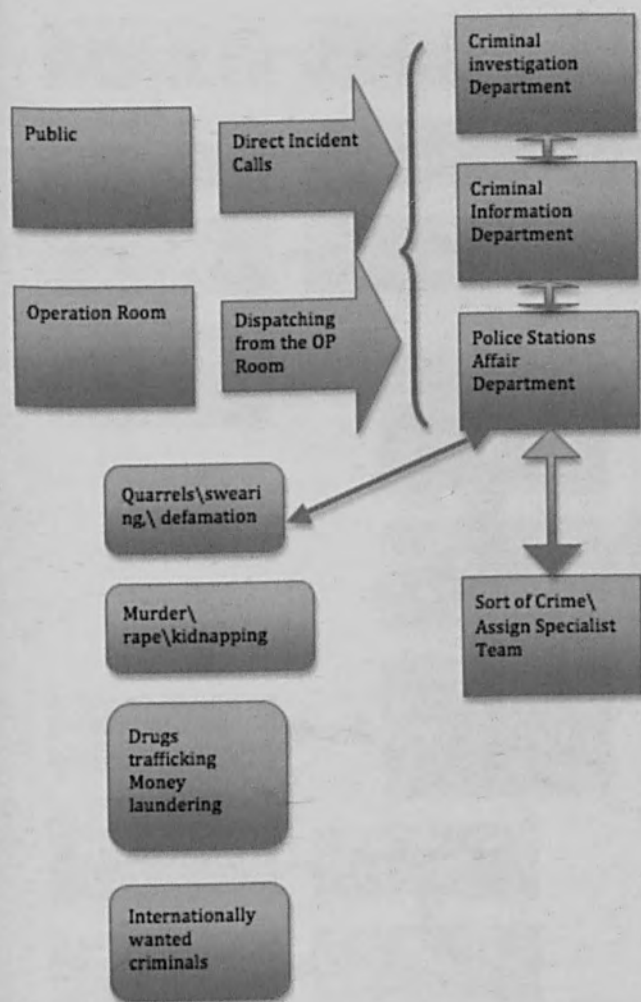 Criminal
investigation
Department
Public
Direct Incident
Calls
Criminal
Information
Department
Operation Room
Dispatching
from the OP
Room
Police Stations
Affair
Department
Quarrels\sweari
ng,\ defamation
Murder\
rape\kidnapping
Sort of Crime\
Assign Specialist
Team
Drugs
trafficking
Money
laundering
Internationally
wanted
criminals